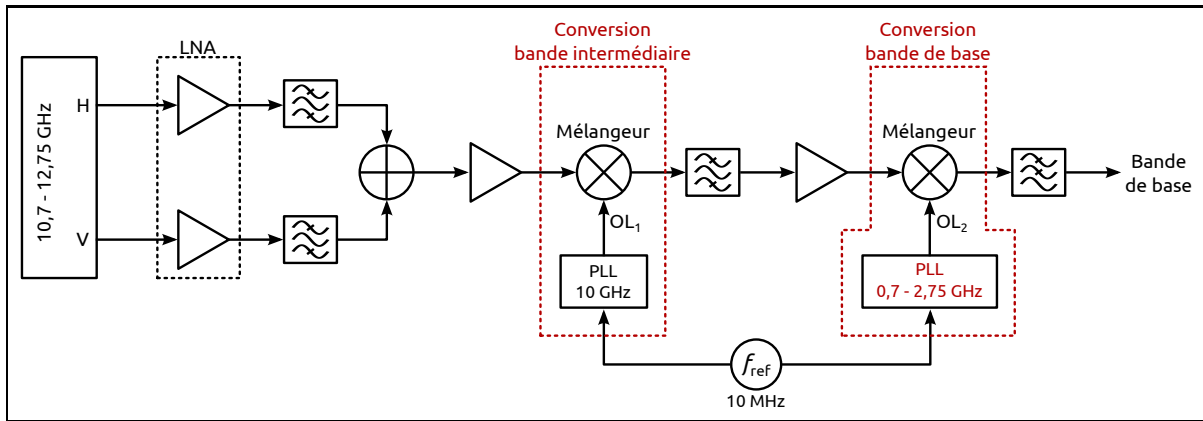 Conversion
bande intermédiaire
Conversion
bande de base
LNA
10,7 - 12,75 GHz
H
V
Mélangeur
Mélangeur
OL₁
OL₂
Bande
de base
PLL
10 GHz
PLL
0,7 - 2,75 GHz
fref
10 MHz